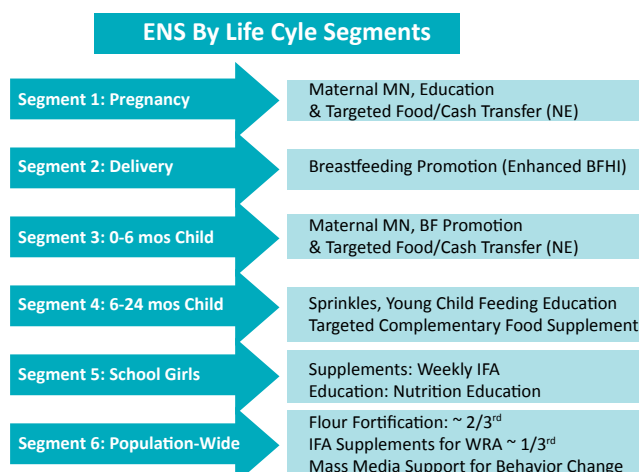 ENS By Life Cyle Segments
Segment 1: Pregnancy
Maternal MN, Education
& Targeted Food/Cash Transfer (NE)
Segment 2: Delivery
Breastfeeding Promotion (Enhanced BFHI)
Segment 3: 0-6 mos Child
Maternal MN, BF Promotion
& Targeted Food/Cash Transfer (NE)
Segment 4: 6-24 mos Child
Sprinkles, Young Child Feeding Education
Targeted Complementary Food Supplement
Segment 5: School Girls
Supplements: Weekly IFA
Education: Nutrition Education
Segment 6: Population-Wide
Flour Fortification: ~ 2/3rd
IFA Supplements for WRA ~ 1/3rd
Mass Media Support for Behavior Change